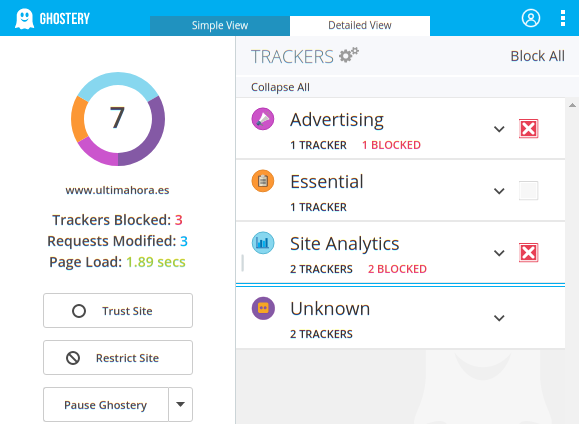 GHOSTERY
Simple View
Detailed View
7
www.ultimahora.es
Trackers Blocked: 3
Requests Modified: 3
Page Load: 1.89 secs
Trust Site
Restrict Site
Pause Ghostery
TRACKERS
Block All
Collapse All
Advertising
1 TRACKER 1 BLOCKED
Essential
1 TRACKER
Site Analytics
2 TRACKERS 2 BLOCKED
Unknown
2 TRACKERS